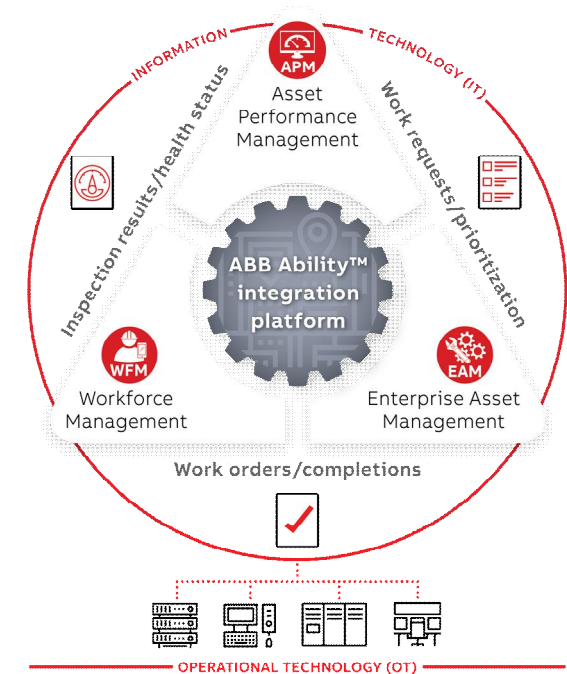 INFORMATION
TECHNOLOGY (IT)
APM
Asset
Performance
Management
Inspection results/health status
Work requests/prioritization
ABB Ability™
integration
platform
WFM
Workforce
Management
EAM
Enterprise Asset
Management
Work orders/completions
OPERATIONAL TECHNOLOGY (OT)